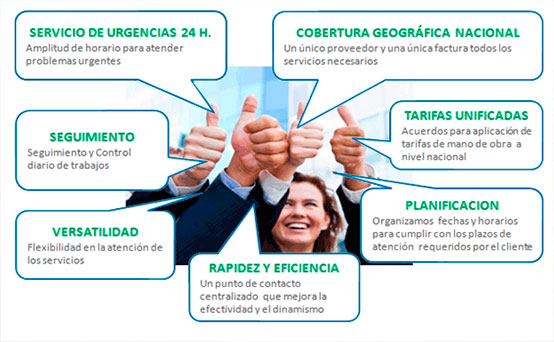 SERVICIO DE URGENCIAS 24 H.
Amplitud de horario para atender
problemas urgentes
COBERTURA GEOGRÁFICA NACIONAL
Un único proveedor y una única factura todos los
servicios necesarios
SEGUIMIENTO
Seguimiento y Control
diario de trabajos
TARIFAS UNIFICADAS
Acuerdos para aplicación de
tarifas de mano de obra a
nivel nacional
VERSATILIDAD
Flexibilidad en la atención de
los servicios
PLANIFICACION
Organizamos fechas y horarios
para cumplir con los plazos de
atención requeridos por el cliente
RAPIDEZ Y EFICIENCIA
Un punto de contacto
centralizado que mejora la
efectividad y el dinamismo